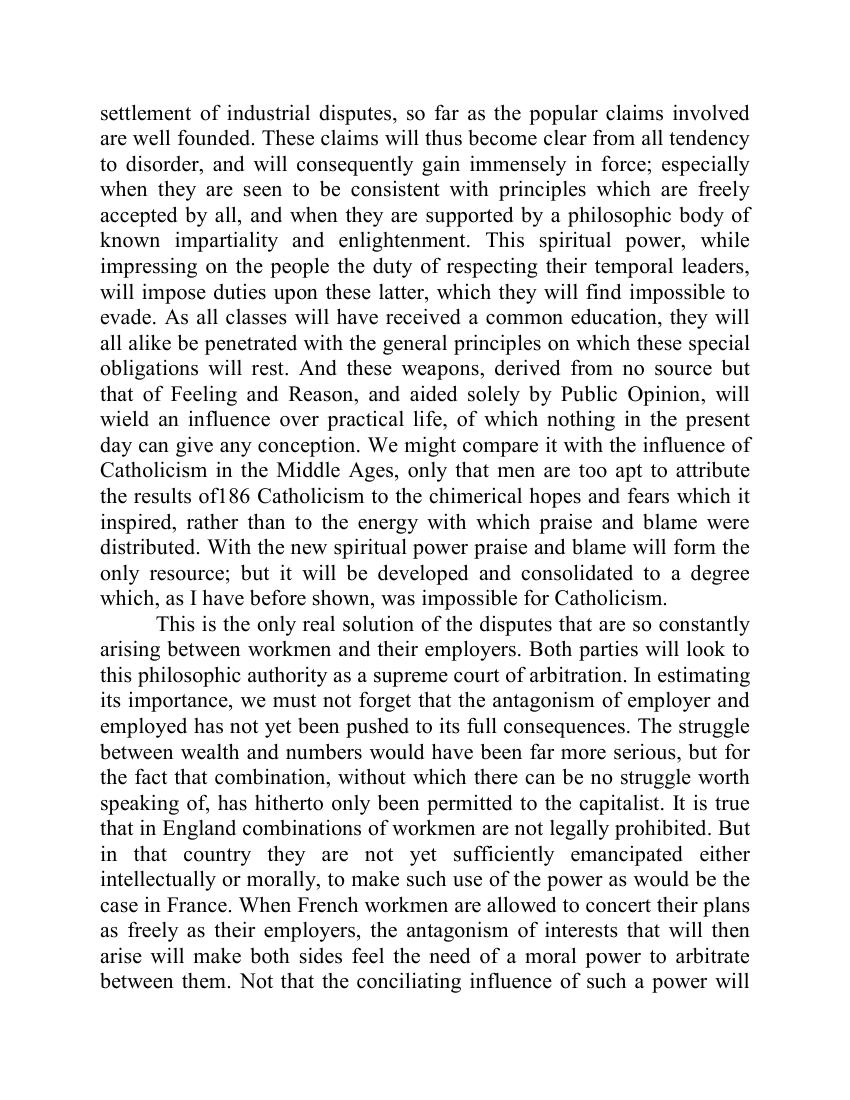 settlement of industrial disputes, so far as the popular claims involved
are well founded. These claims will thus become clear from all tendency
to disorder, and will consequently gain immensely in force; especially
when they are seen to be consistent with principles which are freely
accepted by all, and when they are supported by a philosophic body of
known impartiality and enlightenment. This spiritual power, while
impressing on the people the duty of respecting their temporal leaders,
will impose duties upon these latter, which they will find impossible to
evade. As all classes will have received a common education, they will
all alike be penetrated with the general principles on which these special
obligations will rest. And these weapons, derived from no source but
that of Feeling and Reason, and aided solely by Public Opinion, will
wield an influence over practical life, of which nothing in the present
day can give any conception. We might compare it with the influence of
Catholicism in the Middle Ages, only that men are too apt to attribute
the results of186 Catholicism to the chimerical hopes and fears which it
inspired, rather than to the energy with which praise and blame were
distributed. With the new spiritual power praise and blame will form the
only resource; but it will be developed and consolidated to a degree
which, as I have before shown, was impossible for Catholicism.
This is the only real solution of the disputes that are so constantly
arising between workmen and their employers. Both parties will look to
this philosophic authority as a supreme court of arbitration. In estimating
its importance, we must not forget that the antagonism of employer and
employed has not yet been pushed to its full consequences. The struggle
between wealth and numbers would have been far more serious, but for
the fact that combination, without which there can be no struggle worth
speaking of, has hitherto only been permitted to the capitalist. It is true
that in England combinations of workmen are not legally prohibited. But
in that country they are not yet sufficiently emancipated either
intellectually or morally, to make such use of the power as would be the
case in France. When French workmen are allowed to concert their plans
as freely as their employers, the antagonism of interests that will then
arise will make both sides feel the need of a moral power to arbitrate
between them. Not that the conciliating influence of such a power will